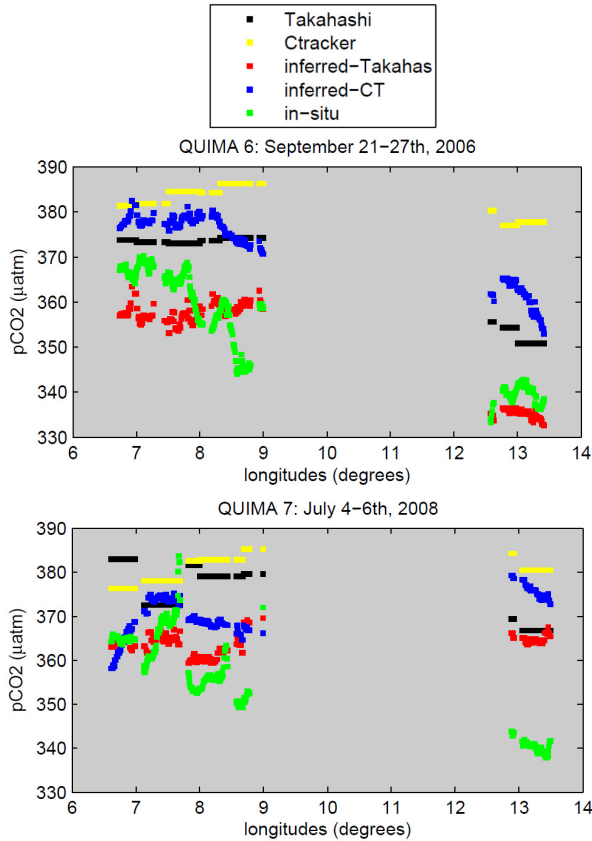 Takahashi
Ctracker
inferred−Takahas
inferred−CT
in−situ
QUIMA 6: September 21−27th, 2006
390
380
370
360
350
340
330
pCO2 (µatm)
6 7 8 9 10 11 12 13 14
longitudes (degrees)
QUIMA 7: July 4−6th, 2008
390
380
370
360
350
340
330
pCO2 (µatm)
6 7 8 9 10 11 12 13 14
longitudes (degrees)